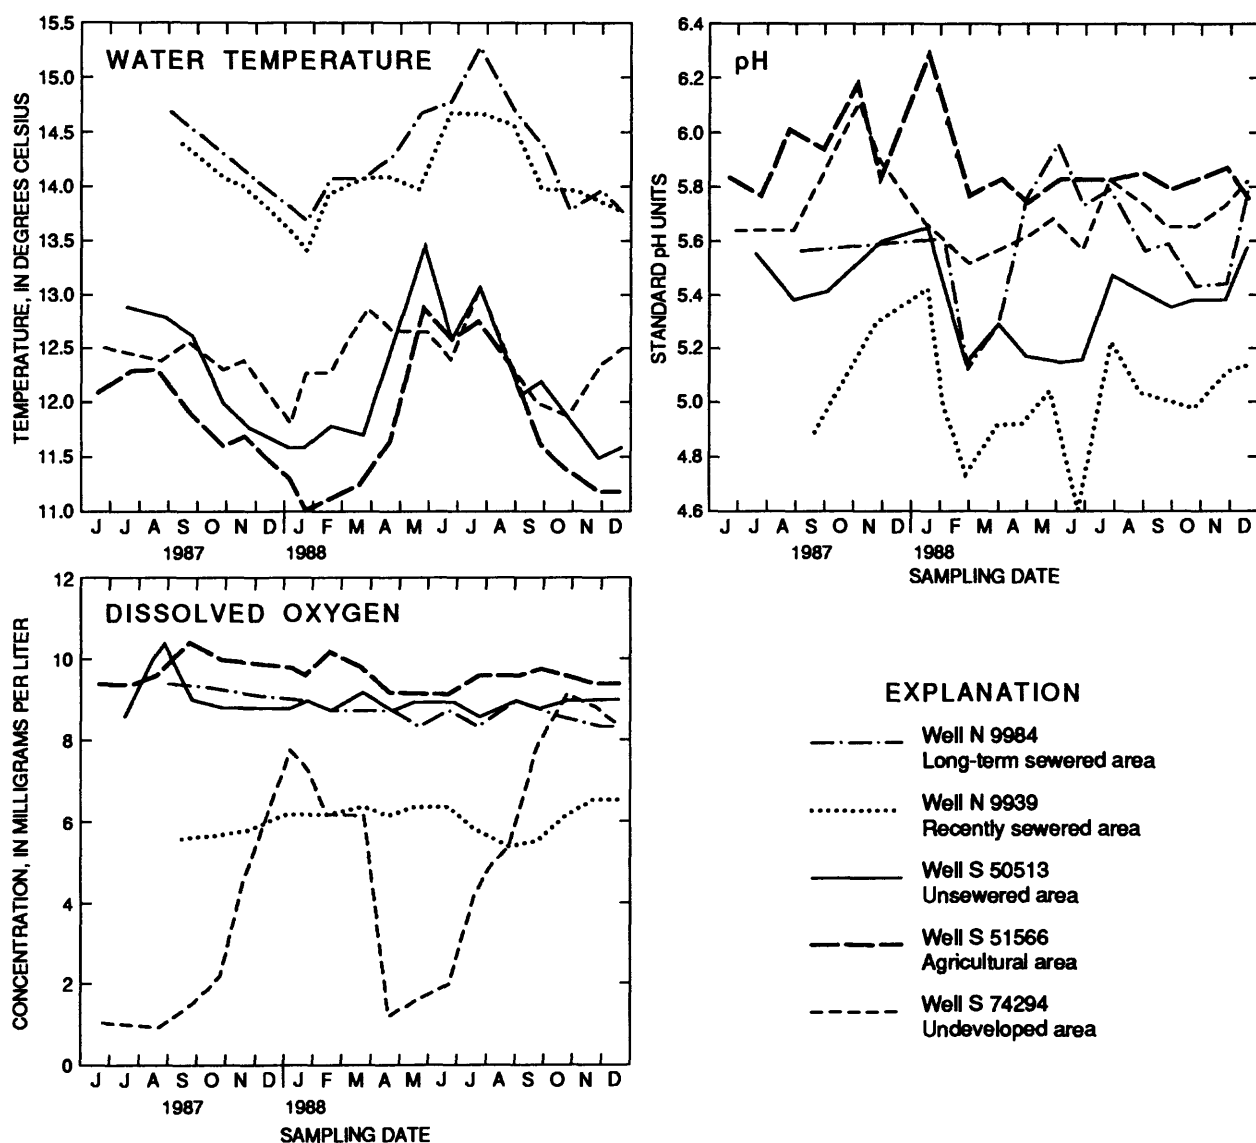 WATER TEMPERATURE
TEMPERATURE, IN DEGREES CELSIUS
15.5
15.0
14.5
14.0
13.5
13.0
12.5
12.0
11.5
11.0
J J A S O N D J F M A M J J A S O N D
1987 1988
pH
STANDARD pH UNITS
6.4
6.2
6.0
5.8
5.6
5.4
5.2
5.0
4.8
4.6
J J A S O N D J F M A M J J A S O N D
1987 1988
SAMPLING DATE
DISSOLVED OXYGEN
CONCENTRATION, IN MILLIGRAMS PER LITER
12
10
8
6
4
2
0
J J A S O N D J F M A M J J A S O N D
1987 1988
SAMPLING DATE
EXPLANATION
Well N 9984
Long-term sewered area
Well N 9939
Recently sewered area
Well S 50513
Unsewered area
Well S 51566
Agricultural area
Well S 74294
Undeveloped area